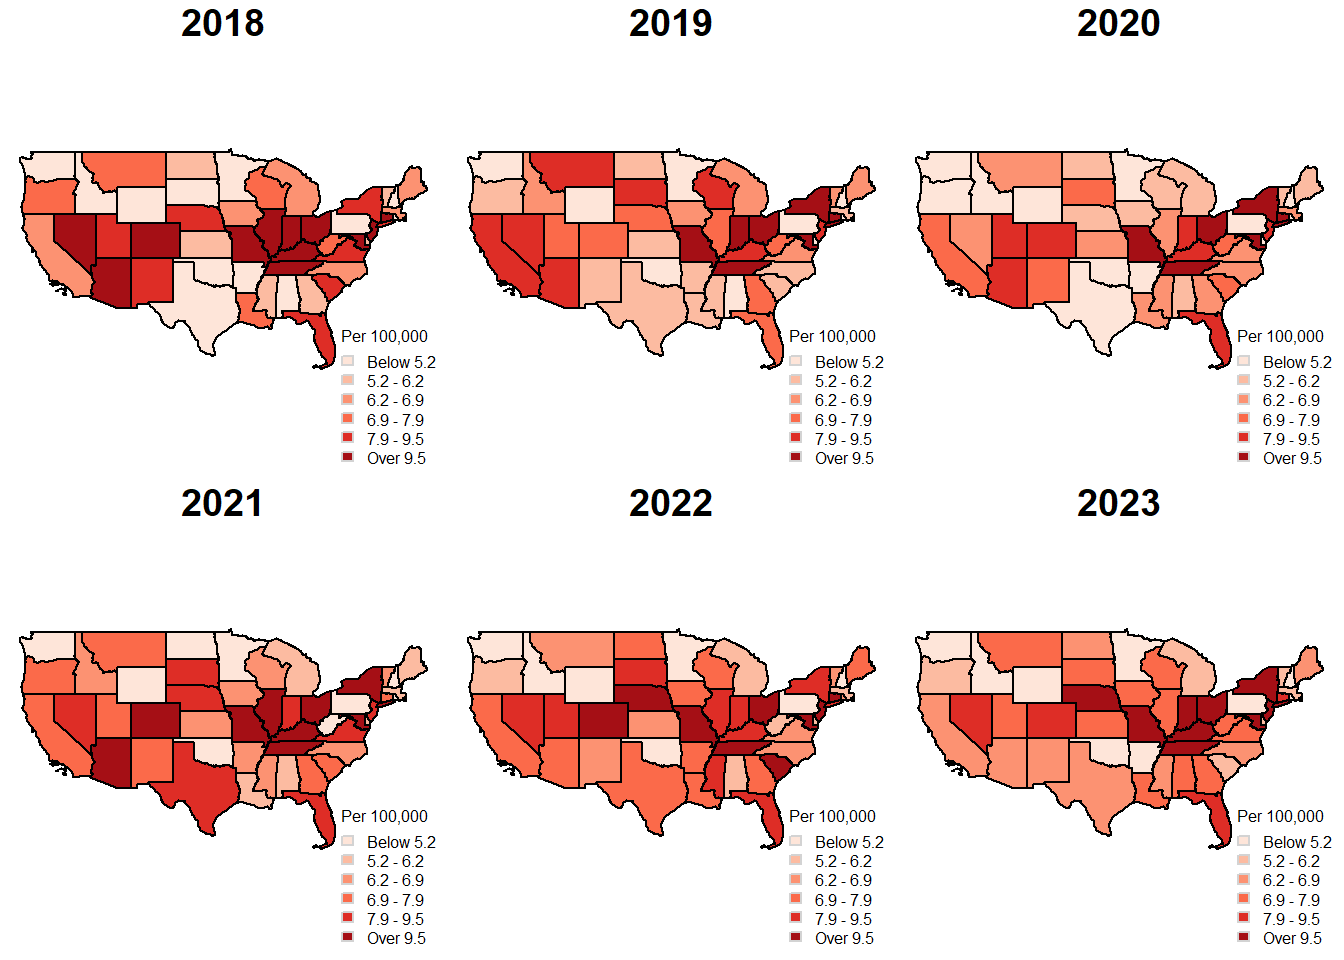 2018
2019
2020
Per 100,000
Below 5.2
5.2 - 6.2
6.2 - 6.9
6.9 - 7.9
7.9 - 9.5
Over 9.5
Per 100,000
Below 5.2
5.2 - 6.2
6.2 - 6.9
6.9 - 7.9
7.9 - 9.5
Over 9.5
Per 100,000
Below 5.2
5.2 - 6.2
6.2 - 6.9
6.9 - 7.9
7.9 - 9.5
Over 9.5
2021
2022
2023
Per 100,000
Below 5.2
5.2 - 6.2
6.2 - 6.9
6.9 - 7.9
7.9 - 9.5
Over 9.5
Per 100,000
Below 5.2
5.2 - 6.2
6.2 - 6.9
6.9 - 7.9
7.9 - 9.5
Over 9.5
Per 100,000
Below 5.2
5.2 - 6.2
6.2 - 6.9
6.9 - 7.9
7.9 - 9.5
Over 9.5